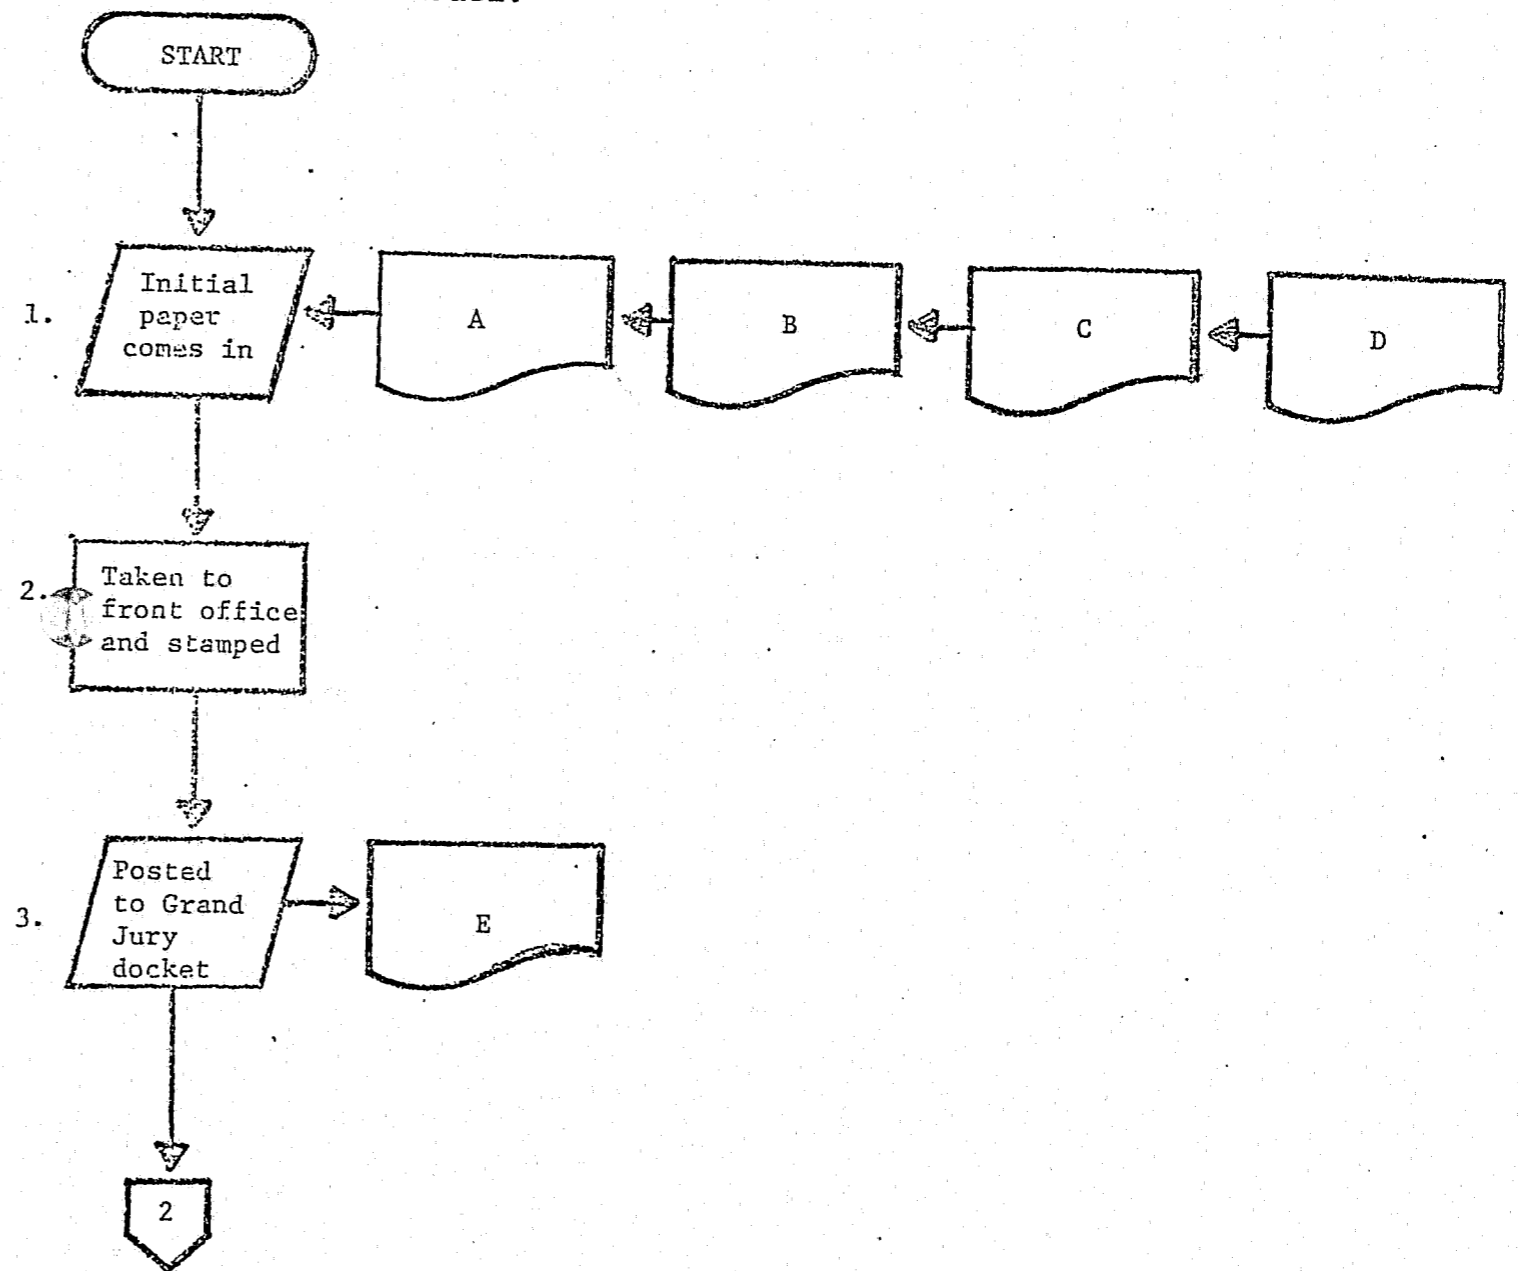 START
1.
Initial
paper
comes in
A
B
C
D
2.
Taken to
front office
and stamped
3.
Posted
to Grand
Jury
docket
E
2